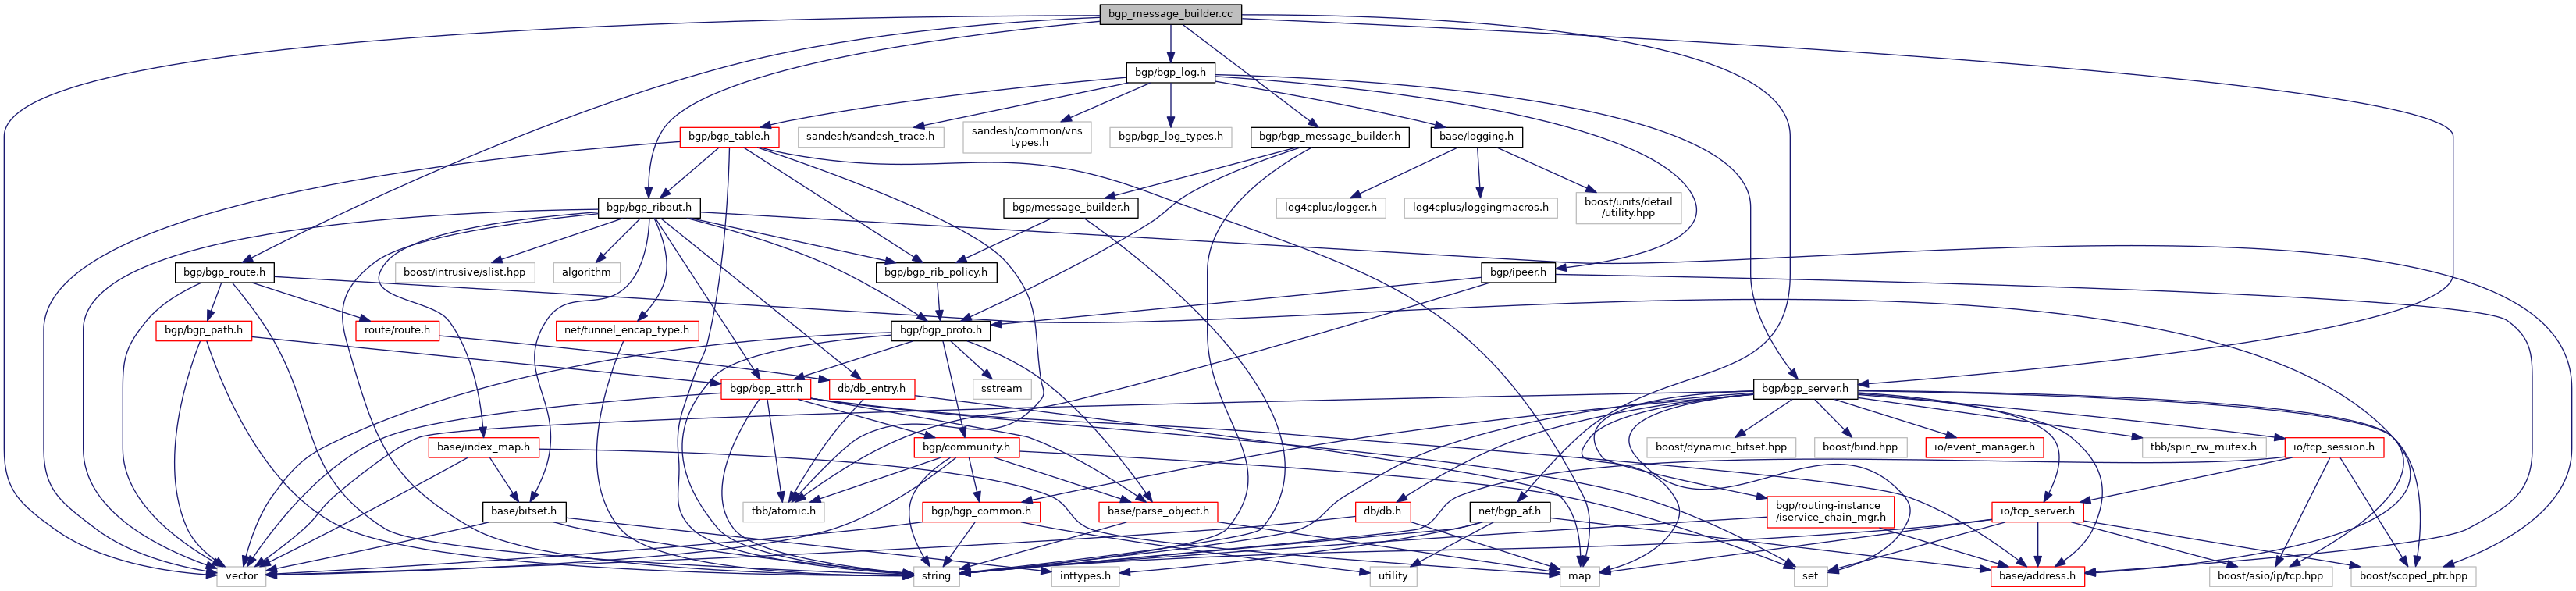 bgp_message_builder.cc
bgp/bgp_log.h
bgp/bgp_table.h
sandesh/sandesh_trace.h
sandesh/common/vns
_types.h
bgp/bgp_log_types.h
bgp/bgp_message_builder.h
base/logging.h
bgp/bgp_ribout.h
bgp/message_builder.h
log4cplus/logger.h
log4cplus/loggingmacros.h
boost/units/detail
/utility.hpp
bgp/bgp_route.h
boost/intrusive/slist.hpp
algorithm
bgp/bgp_rib_policy.h
bgp/ipeer.h
bgp/bgp_path.h
route/route.h
net/tunnel_encap_type.h
bgp/bgp_proto.h
bgp/bgp_attr.h
db/db_entry.h
sstream
bgp/bgp_server.h
base/index_map.h
bgp/community.h
boost/dynamic_bitset.hpp
boost/bind.hpp
io/event_manager.h
tbb/spin_rw_mutex.h
io/tcp_session.h
base/bitset.h
tbb/atomic.h
bgp/bgp_common.h
base/parse_object.h
db/db.h
net/bgp_af.h
bgp/routing-instance
/iservice_chain_mgr.h
io/tcp_server.h
vector
string
inttypes.h
utility
map
set
base/address.h
boost/asio/ip/tcp.hpp
boost/scoped_ptr.hpp